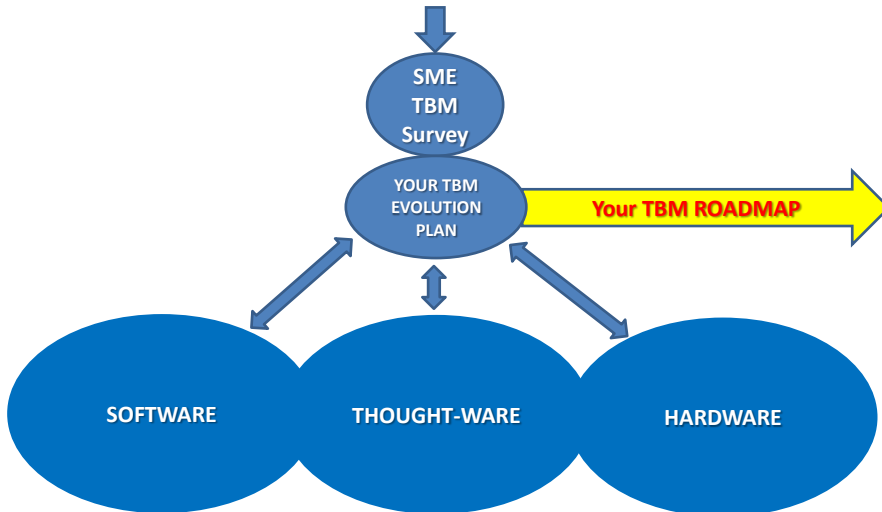 SME
TBM
Survey
YOUR TBM
EVOLUTION
PLAN
Your TBM ROADMAP
SOFTWARE
THOUGHT-WARE
HARDWARE